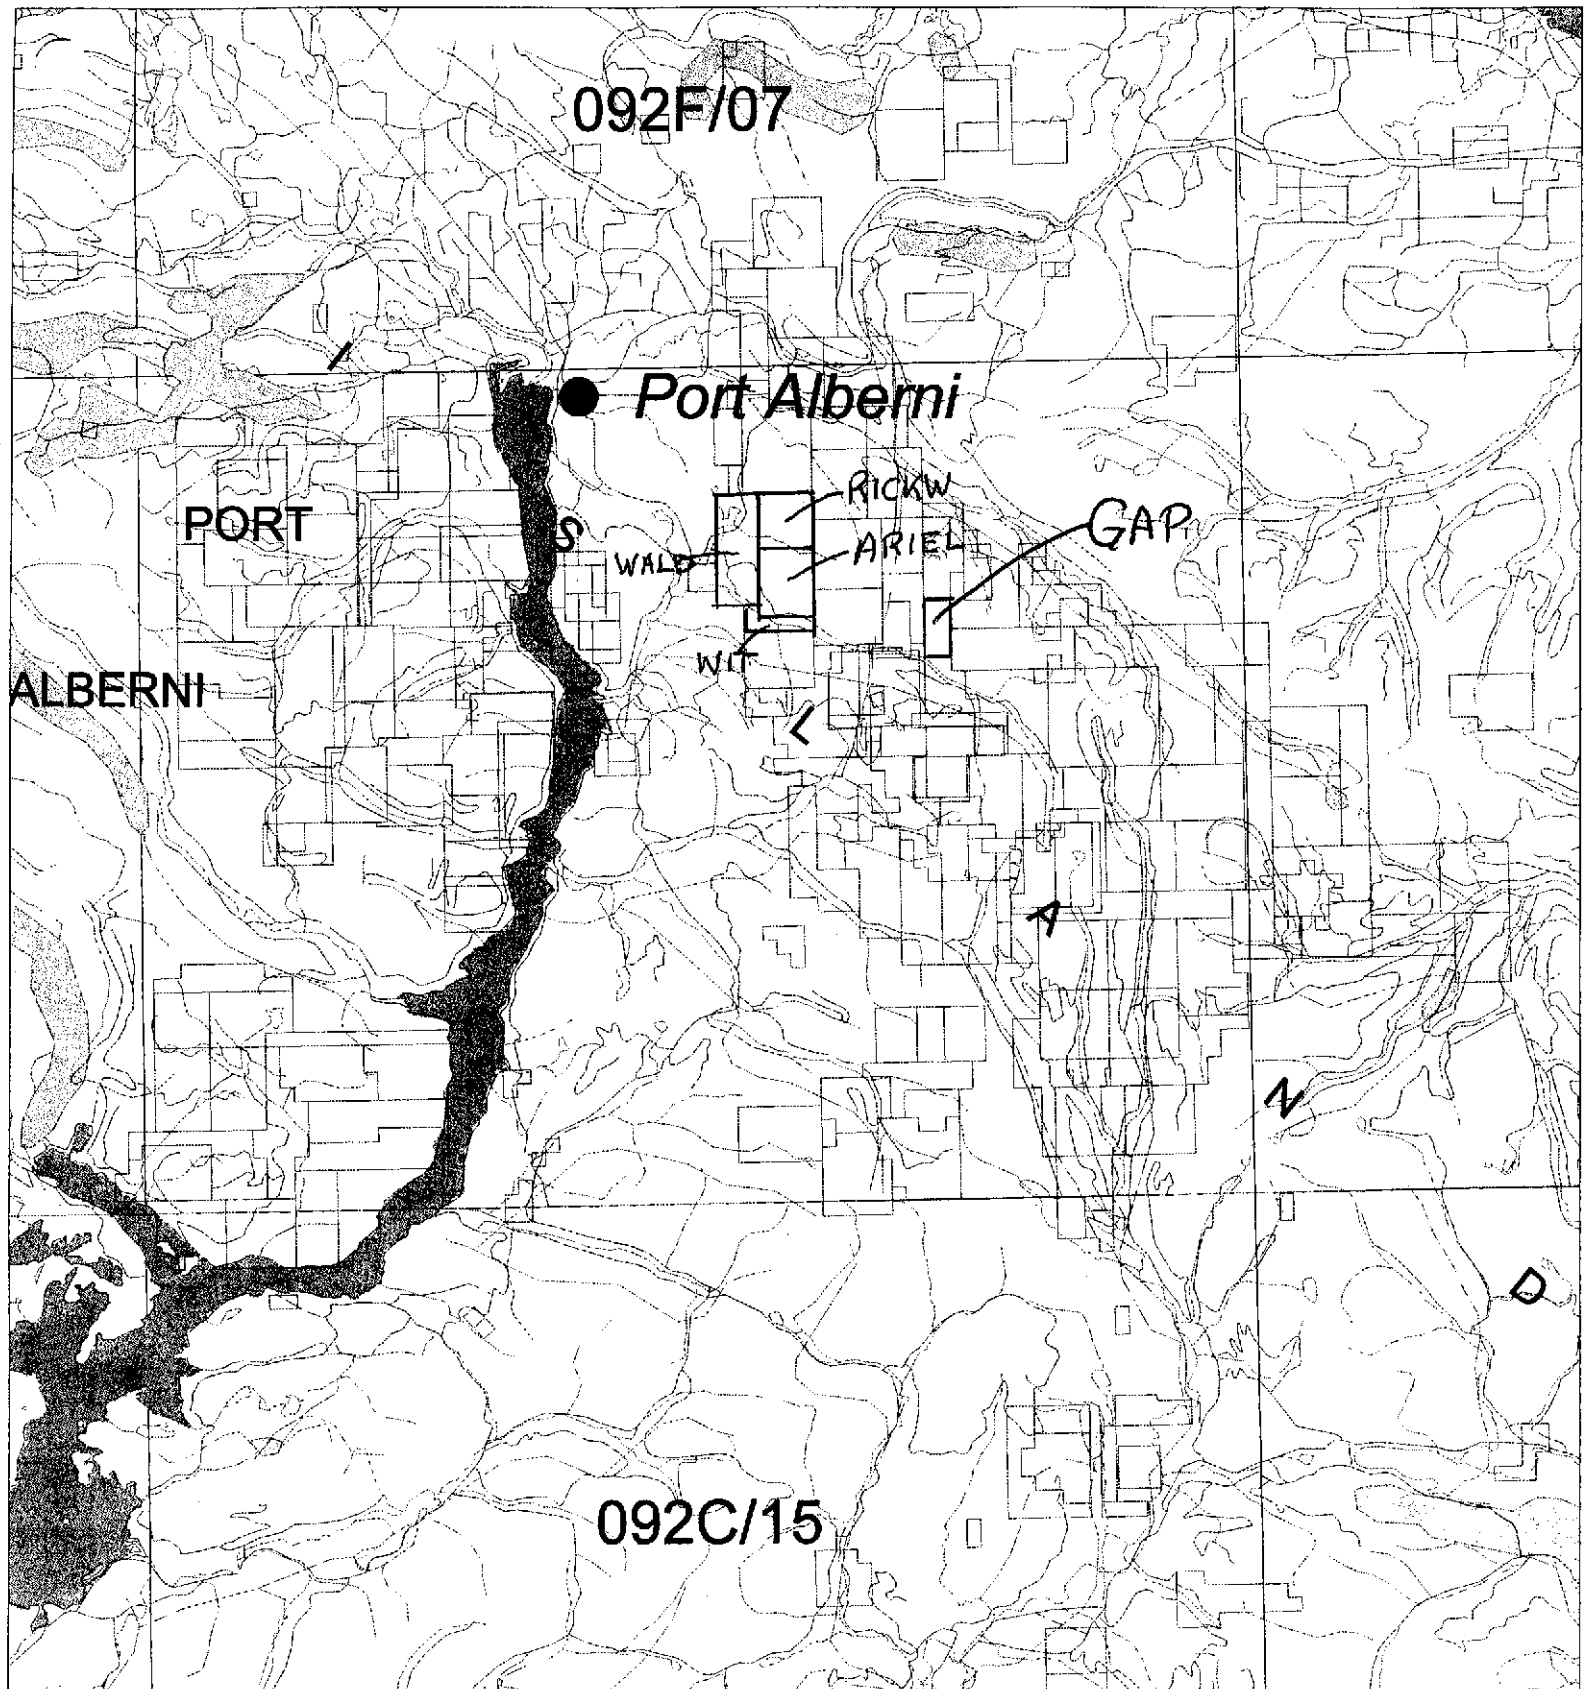 092F/07
I
Port Alberni
RICKW
PORT
S
GAP
WALD
ARIEL
WIT
ALBERNI
L
A
N
D
092C/15